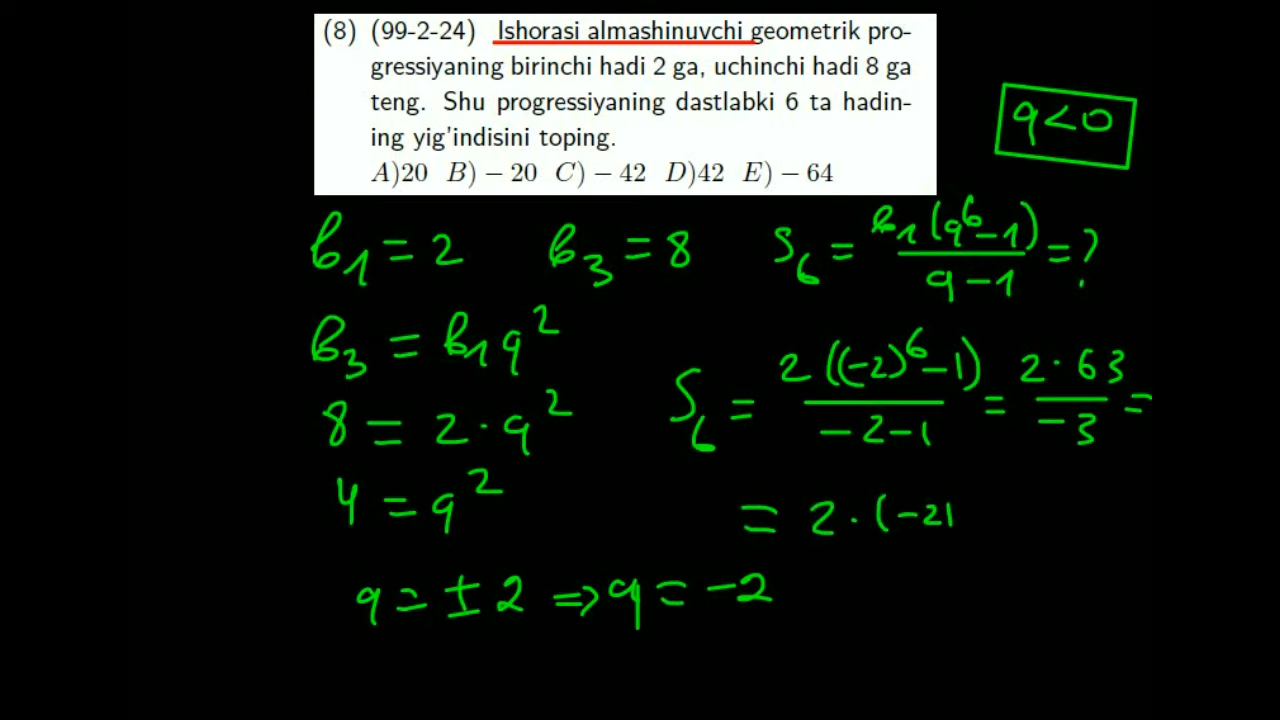 (8) (99-2-24) Ishorasi almashinuvchi geometrik pro-
gressiyaning birinchi hadi 2 ga, uchinchi hadi 8 ga
teng. Shu progressiyaning dastlabki 6 ta hadin-
ing yig'indisini toping.
A)20 B) − 20 C) − 42 D)42 E) − 64
q<0
b₁ = 2 b₃ = 8 S₆ = b₁(q⁶−1)/(q−1) = ?
b₃ = b₁q²
8 = 2·q²
4 = q²
q = ±2 ⇒ q = −2
S₆ = 2((-2)⁶−1)/(−2−1) = 2·63/−3 =
= 2·(−21